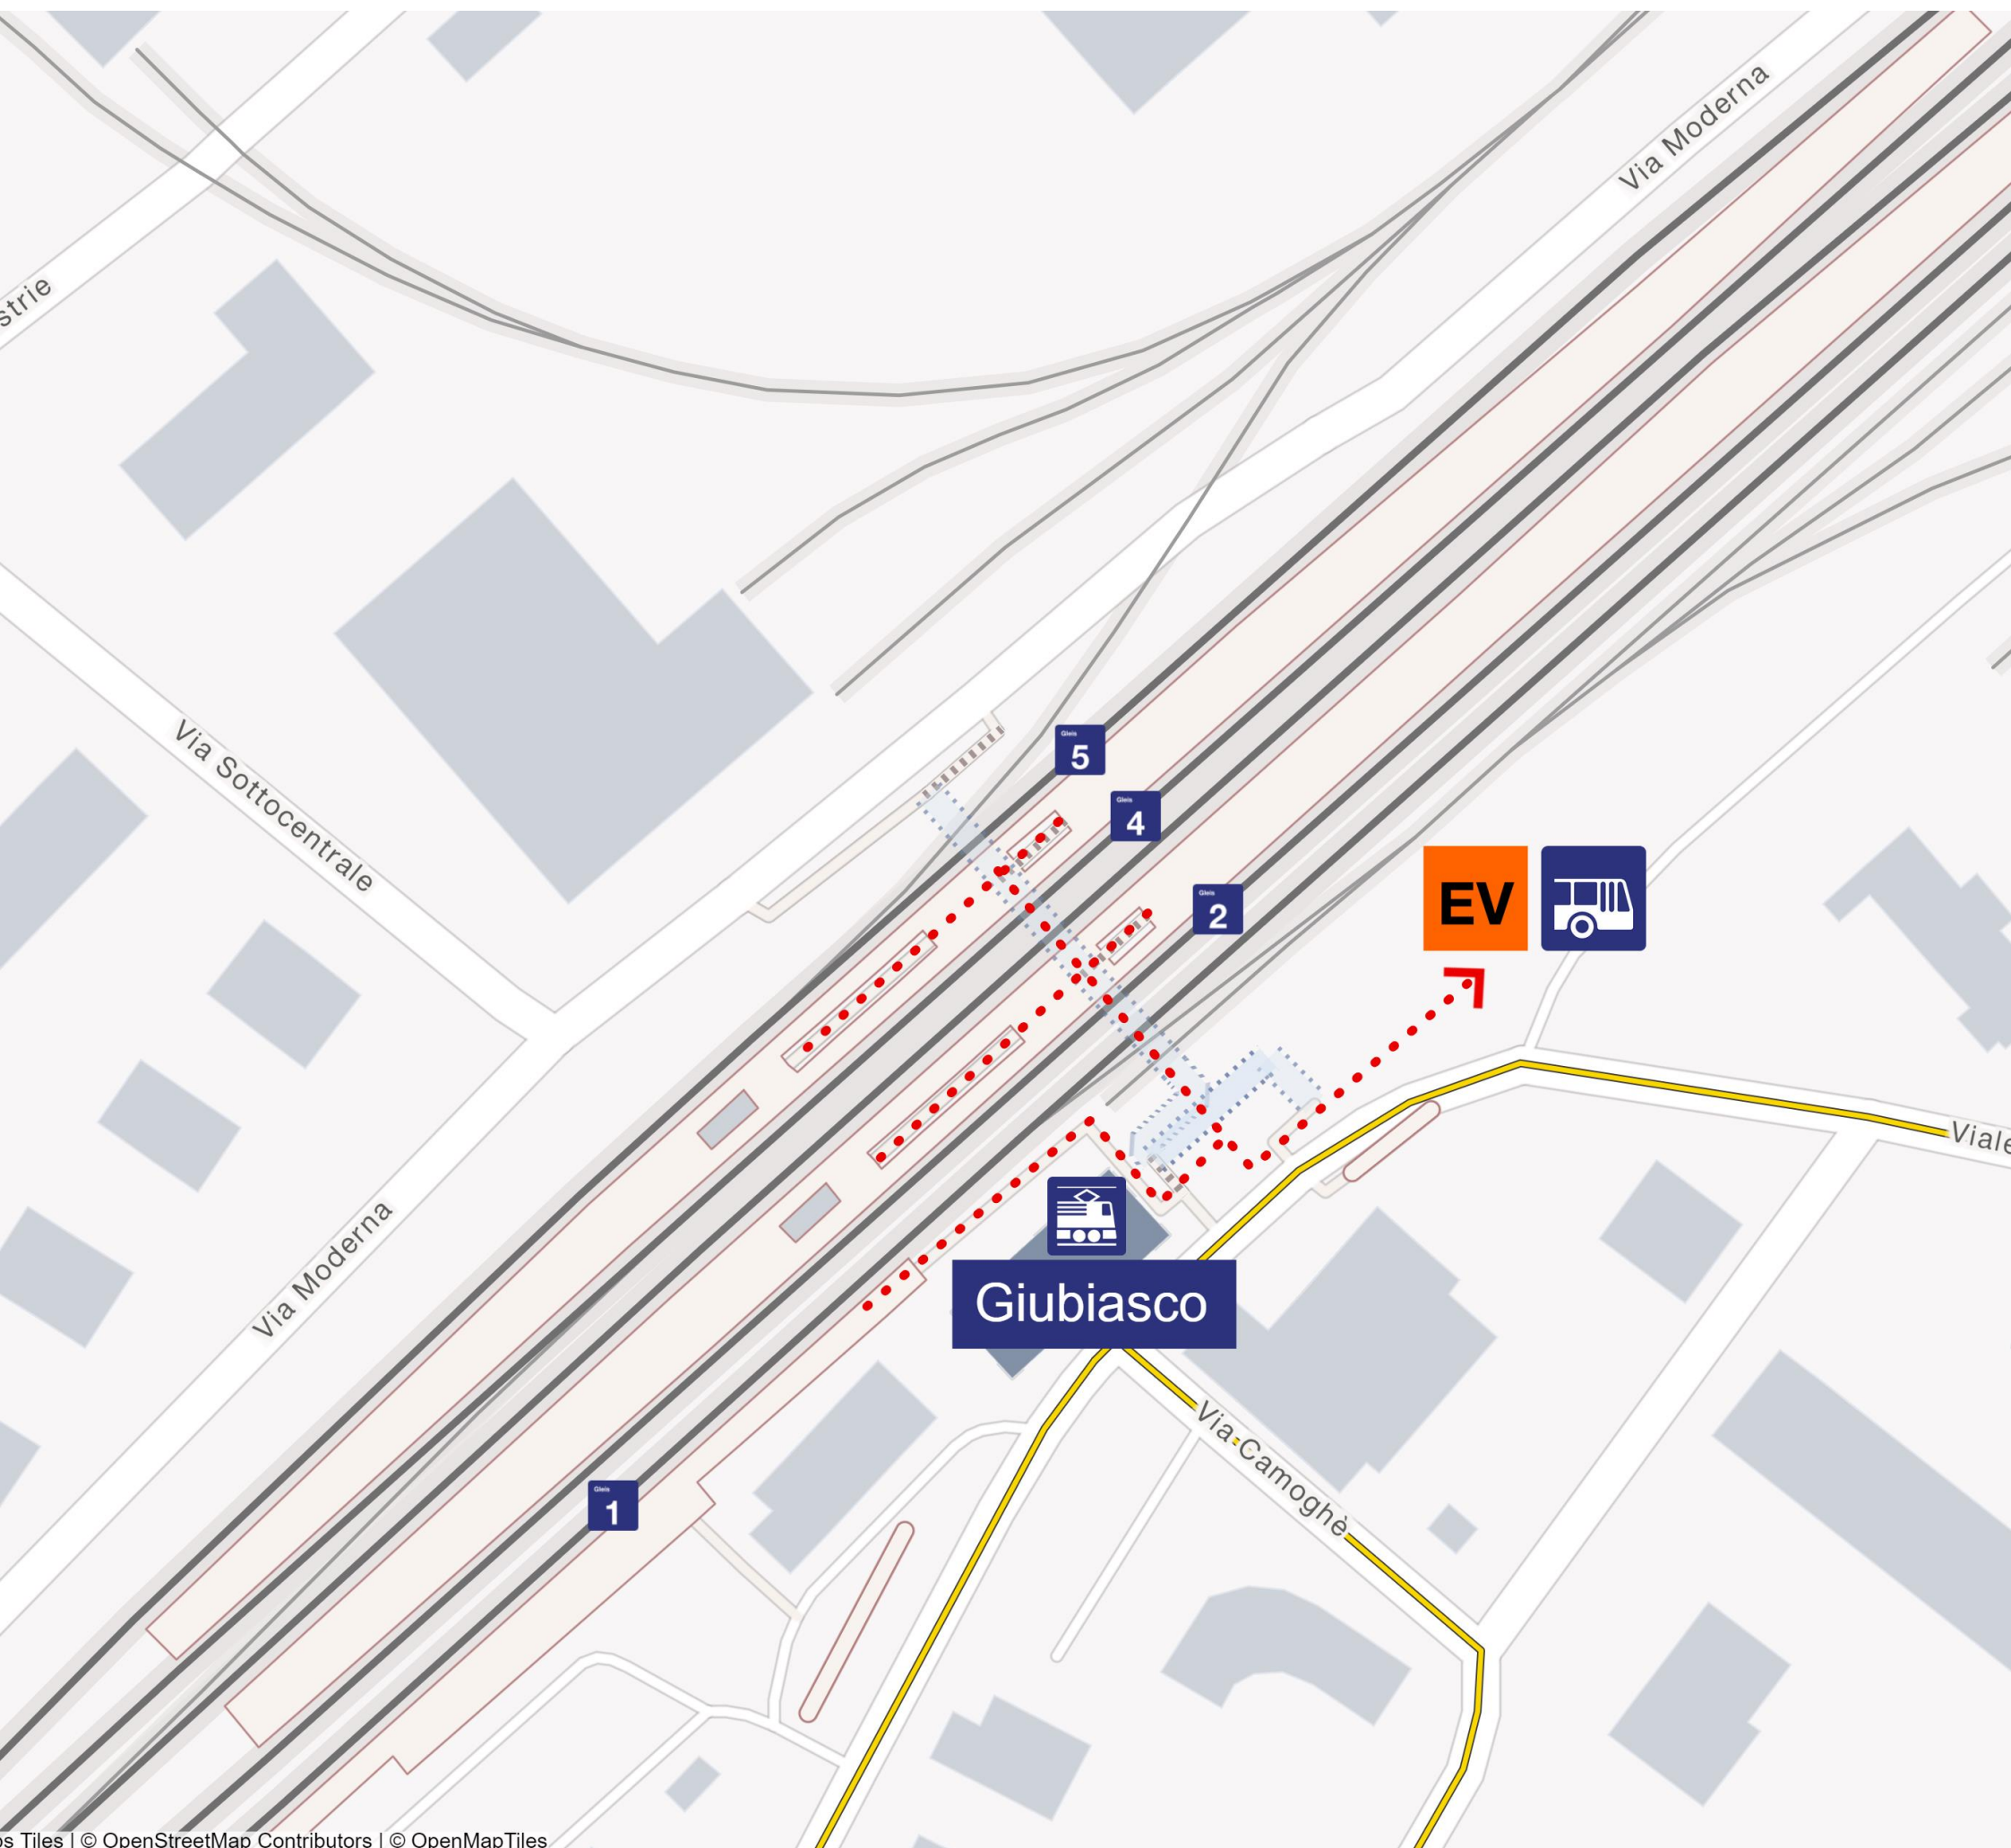 Via Moderna
strie
Via Sottocentrale
Gleis
5
Gleis
4
Gleis
2
EV
Viale
Via Moderna
Giubiasco
Via Camoghè
Gleis
1
os Tiles | © OpenStreetMap Contributors | © OpenMapTiles